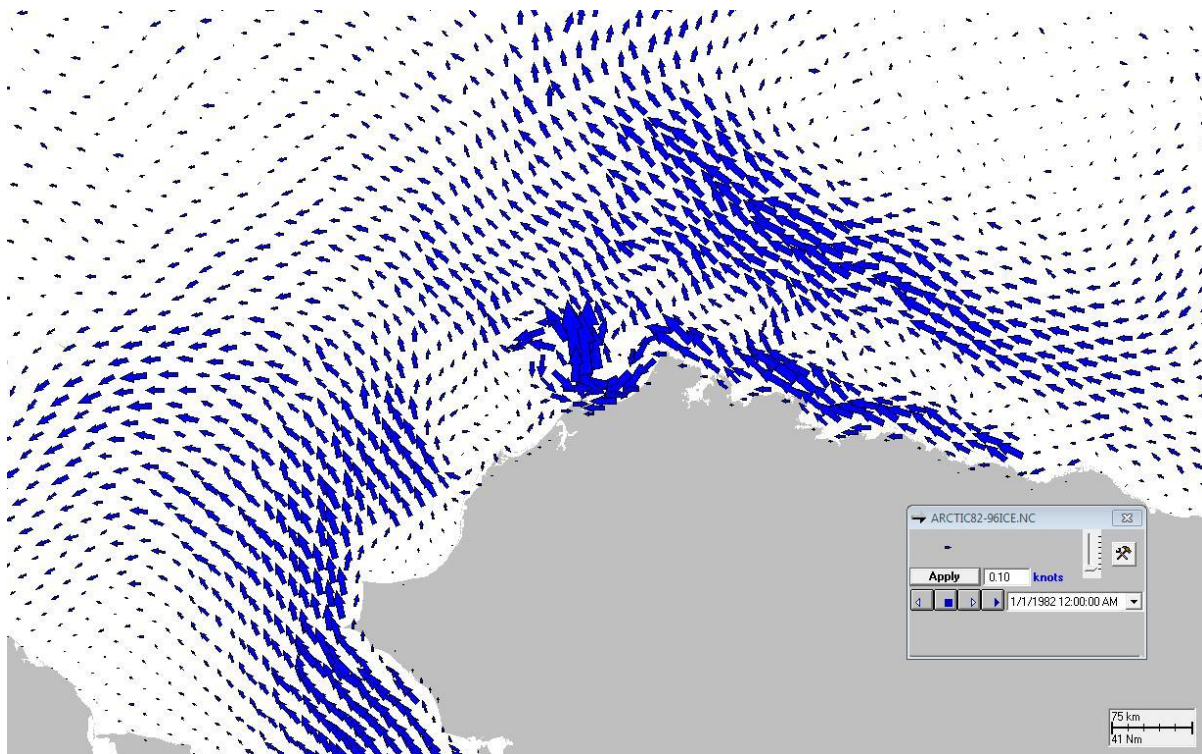 ARCTIC82-96ICE.NC
Apply 0.10 knots
1/1/1982 12:00:00 AM
75 km
41 Nm